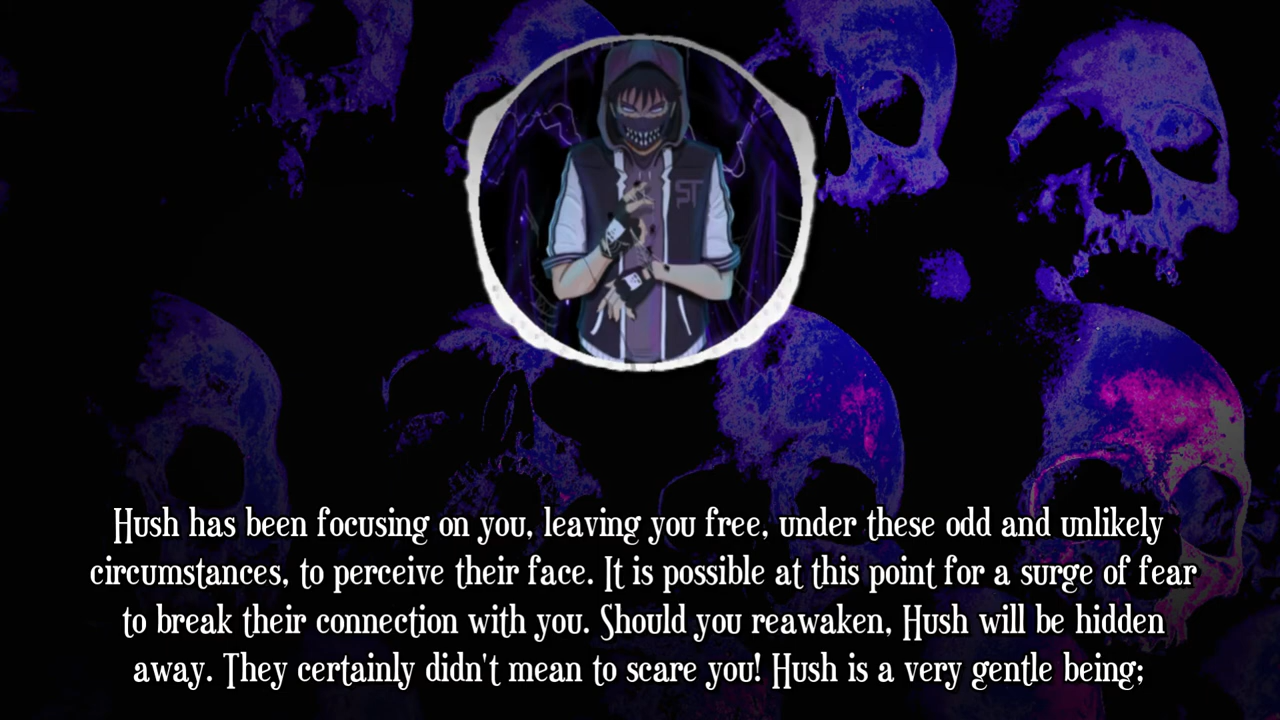 ST
Hush has been focusing on you, leaving you free, under these odd and unlikely
circumstances, to perceive their face. It is possible at this point for a surge of fear
to break their connection with you. Should you reawaken, Hush will be hidden
away. They certainly didn't mean to scare you! Hush is a very gentle being;